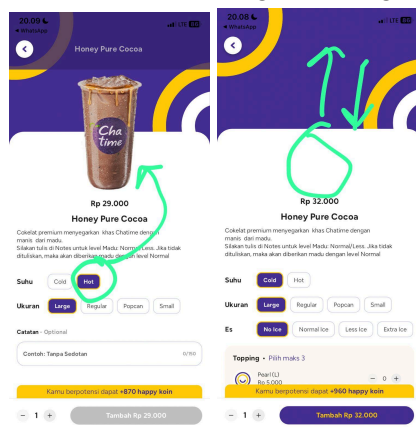 20.09
WhatsApp
LTE
Honey Pure Cocoa
Cha
time
Rp 29.000
Honey Pure Cocoa
Cokelat premium menyegarkan khas Chatime dengan
manis dari madu.
Silakan tulis di Notes untuk level Madu: Normal/Less. Jika tidak
dituliskan, maka akan diberikan madu dengan level Normal
Suhu
Cold
Hot
Ukuran
Large
Regular
Popcan
Small
Catatan - Optional
Contoh: Tanpa Sedotan
0/150
Kamu berpotensi dapat +870 happy koin
- 1 +
Tambah Rp 29.000
20.08
WhatsApp
LTE
Rp 32.000
Honey Pure Cocoa
Cokelat premium menyegarkan khas Chatime dengan
manis dari madu.
Silakan tulis di Notes untuk level Madu: Normal/Less. Jika tidak
dituliskan, maka akan diberikan madu dengan level Normal
Suhu
Cold
Hot
Ukuran
Large
Regular
Popcan
Small
Es
No Ice
Normal Ice
Less Ice
Extra Ice
Topping • Pilih maks 3
Pearl (L)
Rp 5.000
- 0 +
Kamu berpotensi dapat +960 happy koin
- 1 +
Tambah Rp 32.000